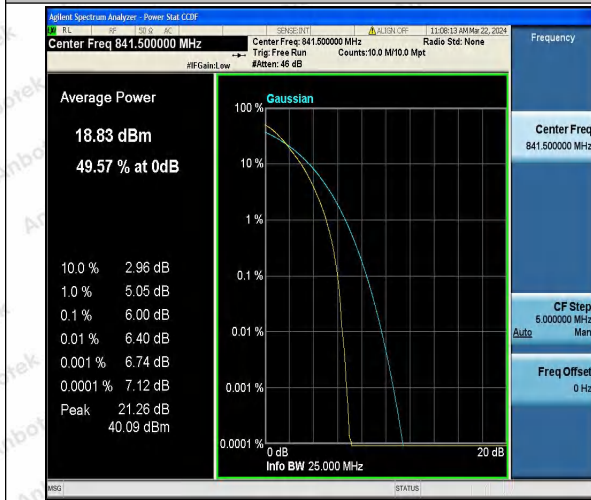 Agilent Spectrum Analyzer - Power Stat CCDF
RL RF 50 Ω AC SENSE:INT ALIGN OFF 11:08:13 AM Mar 22, 2024
Center Freq 841.500000 MHz
Center Freq: 841.500000 MHz Radio Std: None
Trig: Free Run Counts:10.0 M/10.0 Mpt
#IFGain:Low #Atten: 46 dB
Frequency
Average Power
18.83 dBm
49.57 % at 0dB
10.0 % 2.96 dB
1.0 % 5.05 dB
0.1 % 6.00 dB
0.01 % 6.40 dB
0.001 % 6.74 dB
0.0001 % 7.12 dB
Peak 21.26 dB
40.09 dBm
Gaussian
100 %
10 %
1 %
0.1 %
0.01 %
0.001 %
0.0001 %
0 dB 20 dB
Info BW 25.000 MHz
Center Freq
841.500000 MHz
CF Step
5.000000 MHz
Auto Man
Freq Offset
0 Hz
MSG STATUS